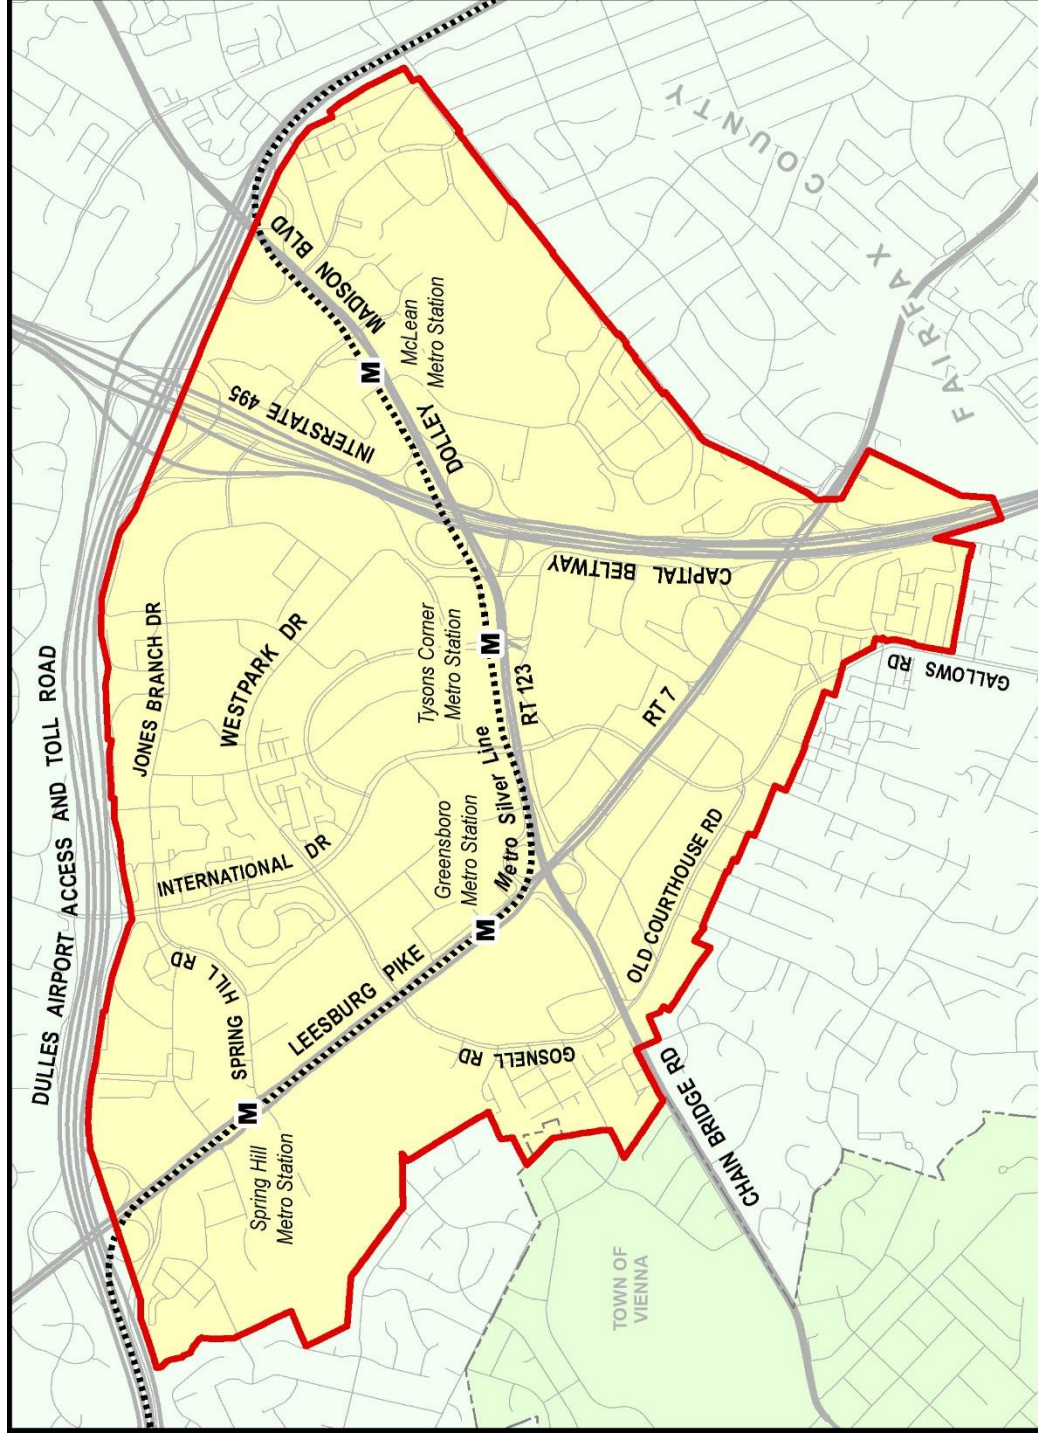 DULLES AIRPORT ACCESS AND TOLL ROAD
SPRING HILL RD
INTERNATIONAL DR
JONES BRANCH DR
WESTPARK DR
INTERSTATE 495
MADISON BLVD
DOLLEY
M
McLean
Metro Station
M
Tysons Corner
Metro Station
M
Greensboro
Metro Station
M
Spring Hill
Metro Station
LEESBURG PIKE
Metro Silver Line
RT 123
RT 7
CAPITAL BELTWAY
GOSNELL RD
OLD COURTHOUSE RD
GALLOWS RD
CHAIN BRIDGE RD
TOWN OF
VIENNA
FAIRFAX COUNTY